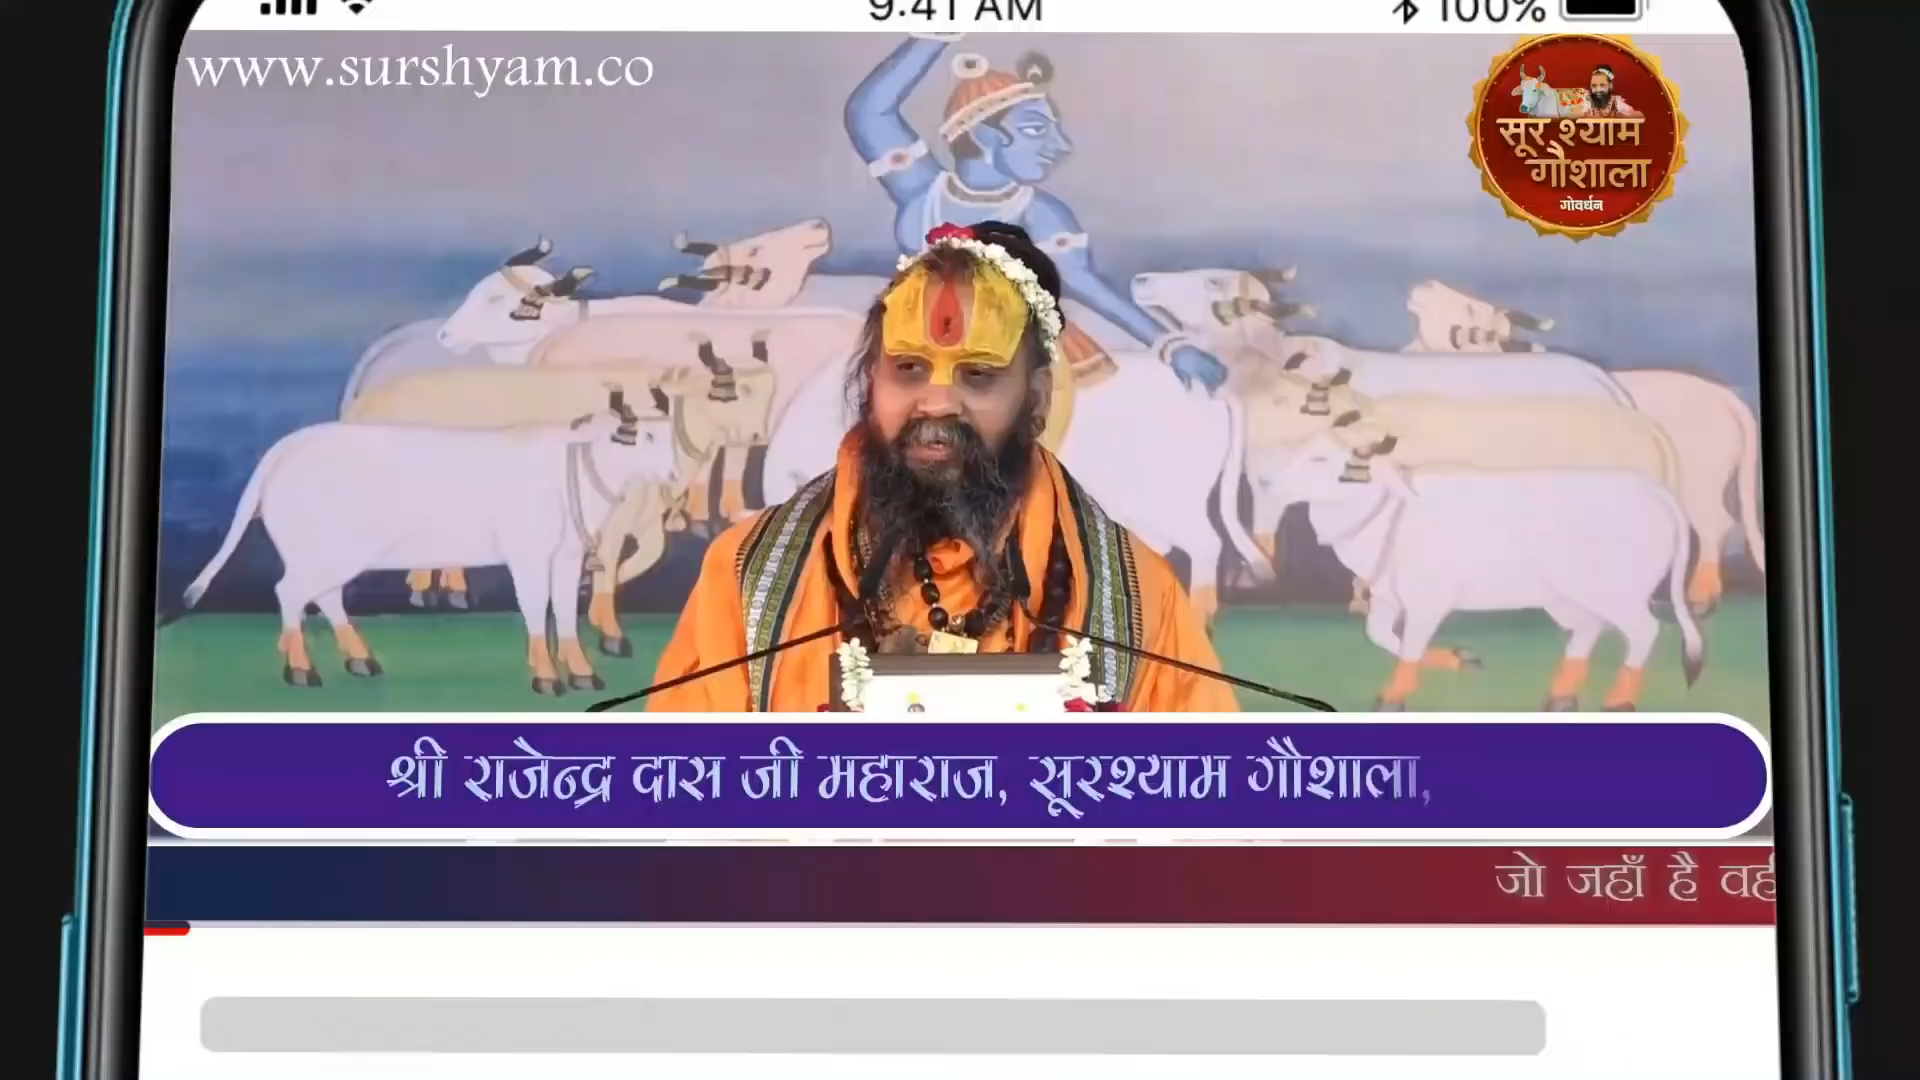 9:41 AM
100%
www.surshyam.co
सूर श्याम
गौशाला
गोवर्धन
श्री राजेन्द्र दास जी महाराज, सूरश्याम गौशाला,
जो जहाँ है